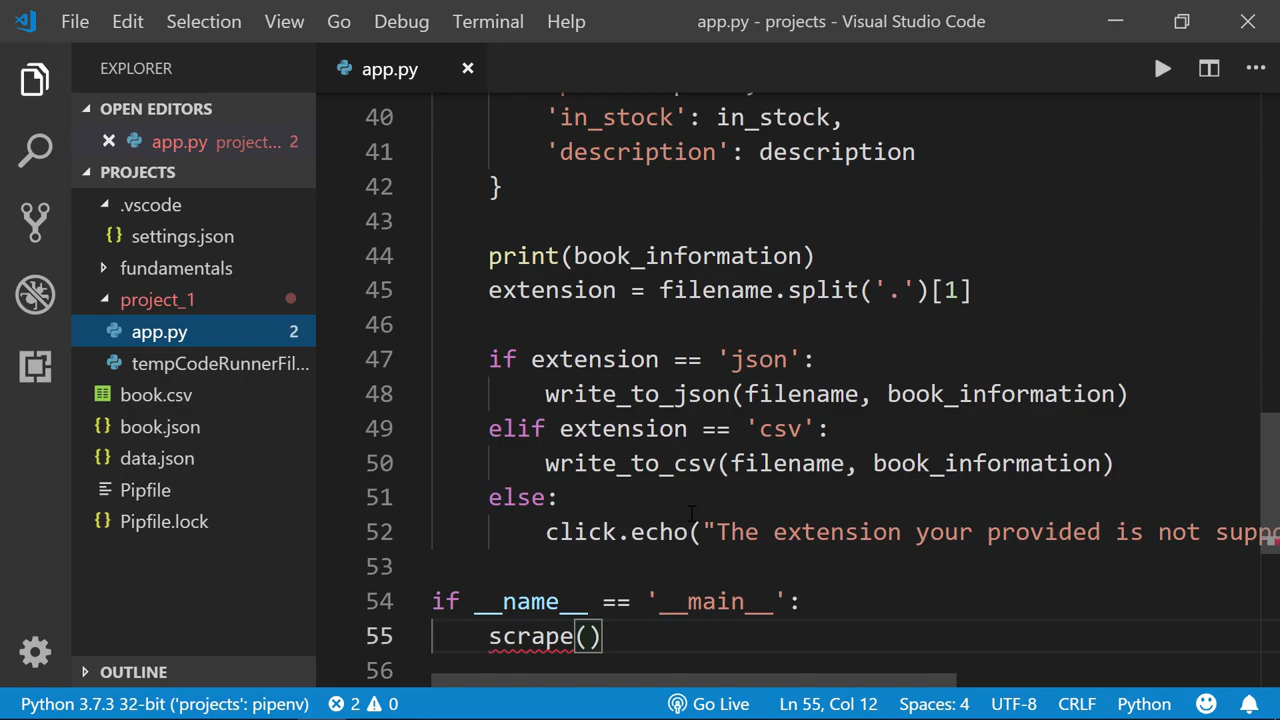 File Edit Selection View Go Debug Terminal Help app.py - projects - Visual Studio Code
EXPLORER
OPEN EDITORS
app.py project... 2
PROJECTS
.vscode
{} settings.json
fundamentals
project_1
app.py 2
tempCodeRunnerFil...
book.csv
{} book.json
{} data.json
Pipfile
{} Pipfile.lock
OUTLINE
app.py
40 'in_stock': in_stock,
41 'description': description
42 }
43
44 print(book_information)
45 extension = filename.split('.')[1]
46
47 if extension == 'json':
48 write_to_json(filename, book_information)
49 elif extension == 'csv':
50 write_to_csv(filename, book_information)
51 else:
52 click.echo("The extension your provided is not suppo
53
54 if __name__ == '__main__':
55 scrape()
56
Python 3.7.3 32-bit ('projects': pipenv) 2 0 Go Live Ln 55, Col 12 Spaces: 4 UTF-8 CRLF Python